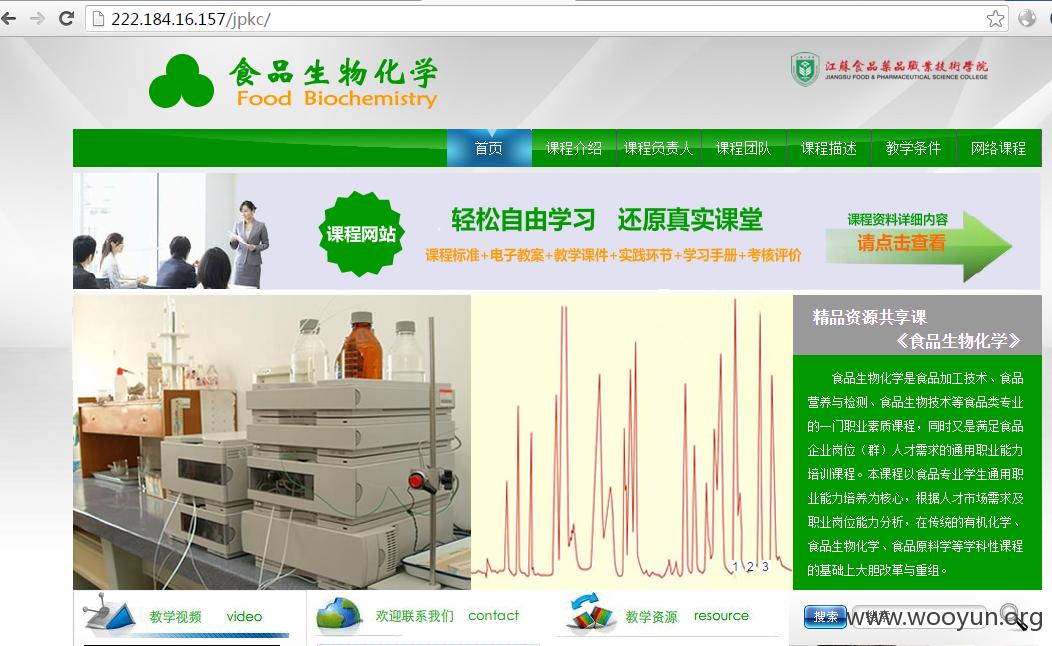 222.184.16.157/jpkc/
食品生物化学
Food Biochemistry
江蘇食品藥品職業技術學院
JIANGSU FOOD & PHARMACEUTICAL SCIENCE COLLEGE
首页 课程介绍 课程负责人 课程团队 课程描述 教学条件 网络课程
课程网站
轻松自由学习 还原真实课堂
课程标准+电子教案+教学课件+实践环节+学习手册+考核评价
课程资料详细内容
请点击查看
1 2 3
精品资源共享课
《食品生物化学》
食品生物化学是食品加工技术、食品
营养与检测、食品生物技术等食品类专业
的一门职业素质课程，同时又是满足食品
企业岗位（群）人才需求的通用职业能力
培训课程。本课程以食品专业学生通用职
业能力培养为核心，根据人才市场需求及
职业岗位能力分析，在传统的有机化学、
食品生物化学、食品原料学等学科性课程
的基础上大胆改革与重组。
教学视频 video
欢迎联系我们 contact
教学资源 resource
搜索
www.wooyun.org